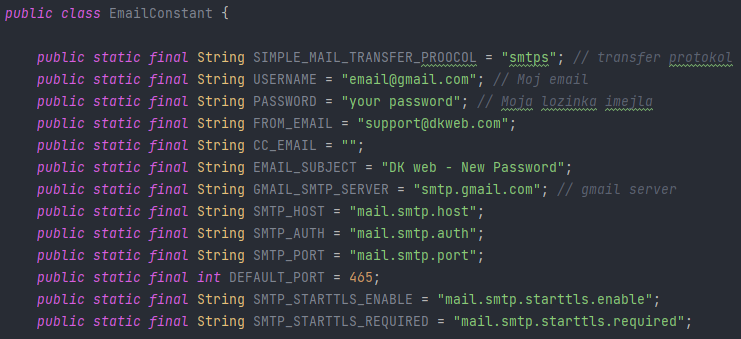 public class EmailConstant {
public static final String SIMPLE_MAIL_TRANSFER_PROOCOL = "smtps"; // transfer protokol
public static final String USERNAME = "email@gmail.com"; // Moj email
public static final String PASSWORD = "your password"; // Moja lozinka imejla
public static final String FROM_EMAIL = "support@dkweb.com";
public static final String CC_EMAIL = "";
public static final String EMAIL_SUBJECT = "DK web - New Password";
public static final String GMAIL_SMTP_SERVER = "smtp.gmail.com"; // gmail server
public static final String SMTP_HOST = "mail.smtp.host";
public static final String SMTP_AUTH = "mail.smtp.auth";
public static final String SMTP_PORT = "mail.smtp.port";
public static final int DEFAULT_PORT = 465;
public static final String SMTP_STARTTLS_ENABLE = "mail.smtp.starttls.enable";
public static final String SMTP_STARTTLS_REQUIRED = "mail.smtp.starttls.required";